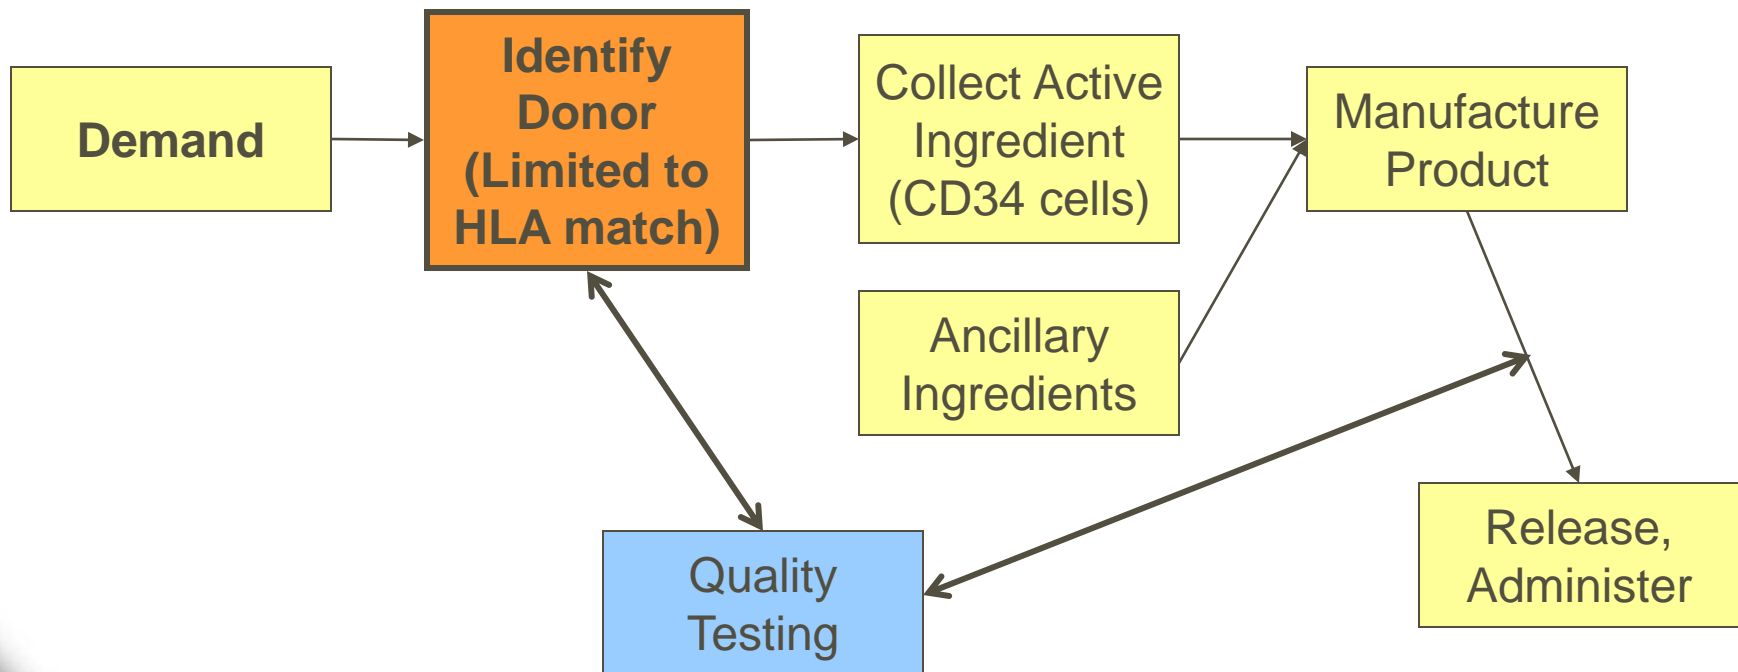 Demand
Identify
Donor
(Limited to
HLA match)
Collect Active
Ingredient
(CD34 cells)
Manufacture
Product
Ancillary
Ingredients
Quality
Testing
Release,
Administer